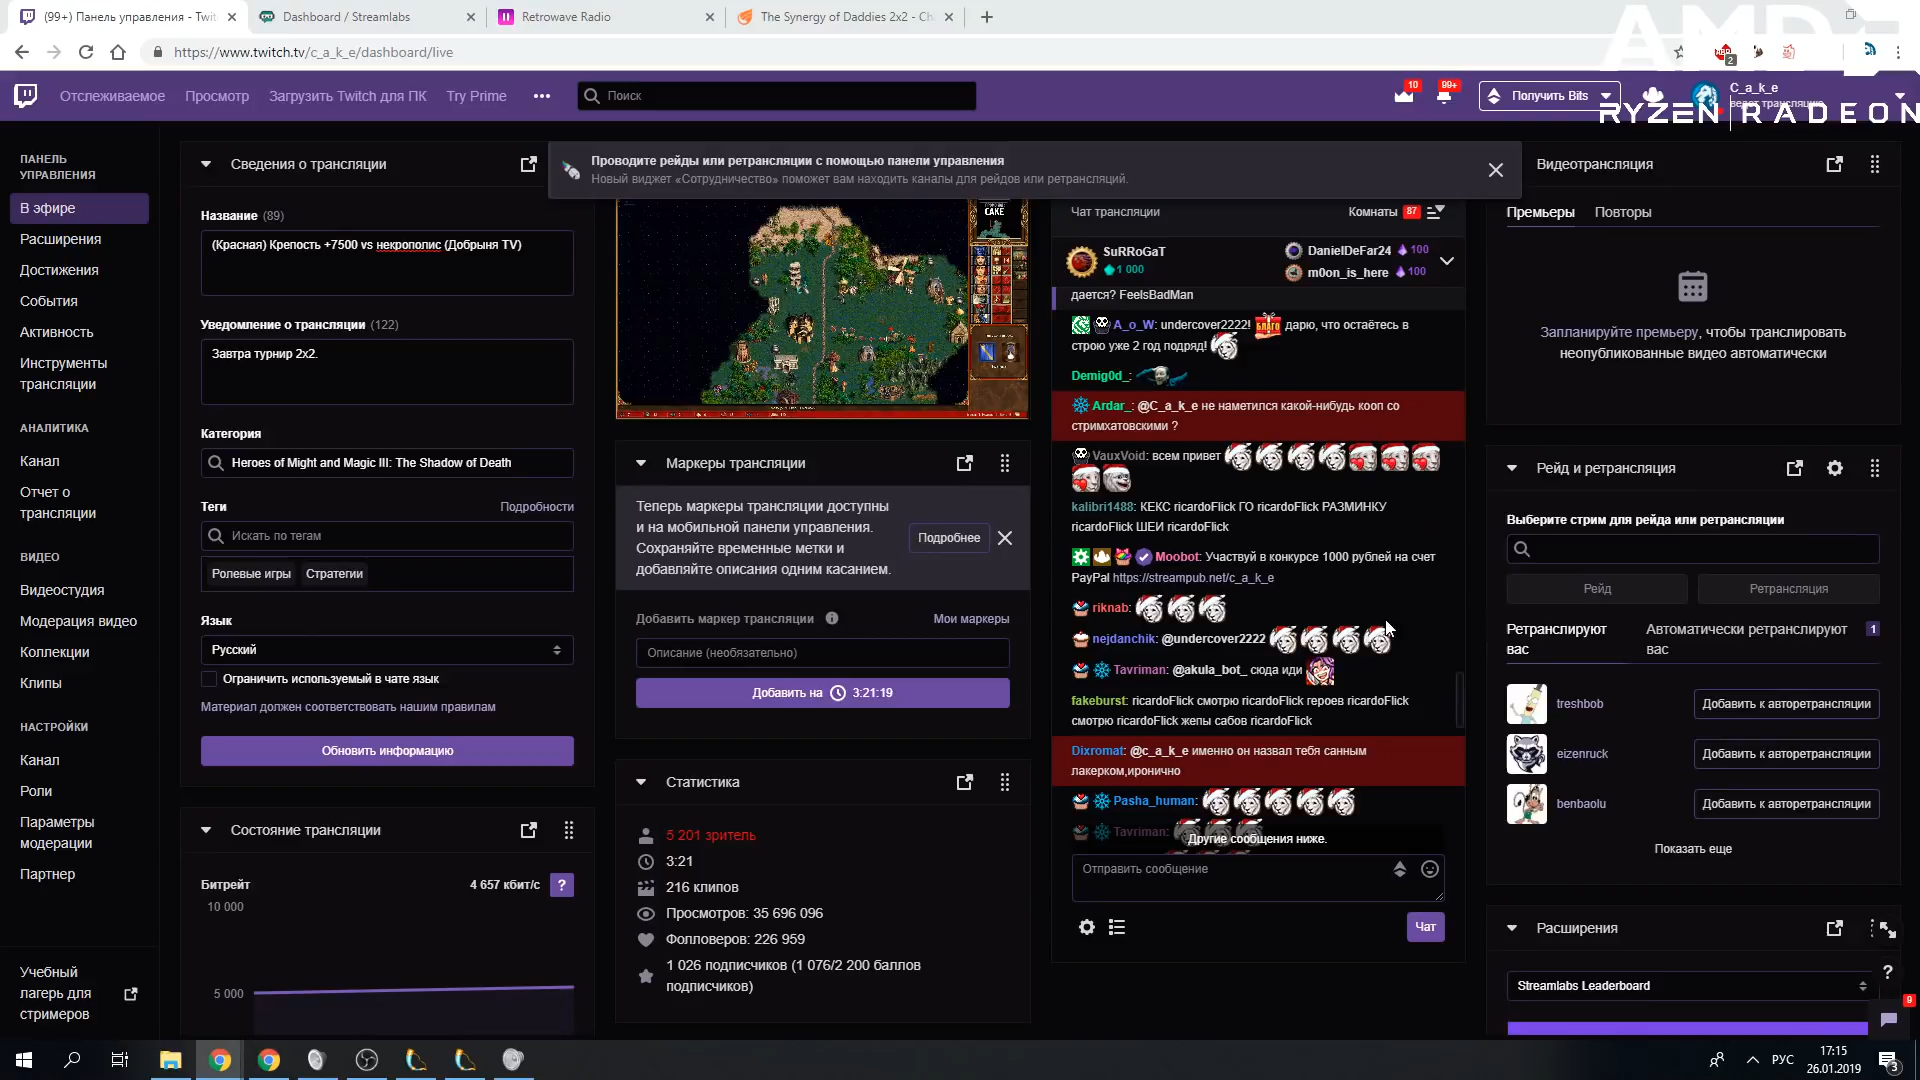 (99+) Панель управления - Twit
Dashboard / Streamlabs
Retrowave Radio
The Synergy of Daddies 2x2 - Ch
https://www.twitch.tv/c_a_k_e/dashboard/live
AMD
2
Отслеживаемое
Просмотр
Загрузить Twitch для ПК
Try Prime
Поиск
10
99+
Получить Bits
C_a_k_e
RYZEN | RADEON
ПАНЕЛЬ
УПРАВЛЕНИЯ
В эфире
Расширения
Достижения
События
Активность
Инструменты
трансляции
АНАЛИТИКА
Канал
Отчет о
трансляции
ВИДЕО
Видеостудия
Модерация видео
Коллекции
Клипы
НАСТРОЙКИ
Канал
Роли
Параметры
модерации
Партнер
Учебный
лагерь для
стримеров
Сведения о трансляции
Название (89)
(Красная) Крепость +7500 vs некрополис (Добрыня TV)
Уведомление о трансляции (122)
Завтра турнир 2x2.
Категория
Heroes of Might and Magic III: The Shadow of Death
Теги
Подробности
Искать по тегам
Ролевые игры
Стратегии
Язык
Русский
Ограничить используемый в чате язык
Материал должен соответствовать нашим правилам
Обновить информацию
Состояние трансляции
Битрейт
4 657 кбит/с
?
10 000
5 000
Проводите рейды или ретрансляции с помощью панели управления
Новый виджет «Сотрудничество» поможет вам находить каналы для рейдов или ретрансляций.
CAKE
Маркеры трансляции
Теперь маркеры трансляции доступны
и на мобильной панели управления.
Сохраняйте временные метки и
добавляйте описания одним касанием.
Подробнее
Добавить маркер трансляции
Мои маркеры
Описание (необязательно)
Добавить на 3:21:19
Статистика
5 201 зритель
3:21
216 клипов
Просмотров: 35 696 096
Фолловеров: 226 959
1 026 подписчиков (1 076/2 200 баллов
подписчиков)
Чат трансляции
Комнаты 87
SuRRoGaT
1 000
DanielDeFar24 100
m0on_is_here 100
дается? FeelsBadMan
A_o_W: undercover2222! БЛАГО дарю, что остаётесь в
строю уже 2 год подряд!
Demig0d_:
Ardar_: @C_a_k_e не наметился какой-нибудь кооп со
стримхатовскими ?
VauxVoid: всем привет
kalibri1488: КЕКС ricardoFlick ГО ricardoFlick РАЗМИНКУ
ricardoFlick ШЕИ ricardoFlick
Moobot: Участвуй в конкурсе 1000 рублей на счет
PayPal https://streampub.net/c_a_k_e
riknab:
nejdanchik: @undercover2222
Tavriman: @akula_bot_ сюда иди
fakeburst: ricardoFlick смотрю ricardoFlick героев ricardoFlick
смотрю ricardoFlick жепы сабов ricardoFlick
Dixromat: @c_a_k_e именно он назвал тебя санным
лакерком,иронично
Pasha_human:
Tavriman:
Другие сообщения ниже.
Отправить сообщение
Чат
Видеотрансляция
Премьеры
Повторы
Запланируйте премьеру, чтобы транслировать
неопубликованные видео автоматически
Рейд и ретрансляция
Выберите стрим для рейда или ретрансляции
Рейд
Ретрансляция
Ретранслируют
вас
Автоматически ретранслируют
вас
1
treshbob
Добавить к авторетрансляции
eizenruck
Добавить к авторетрансляции
benbaolu
Добавить к авторетрансляции
Показать еще
Расширения
Streamlabs Leaderboard
?
9
РУС
17:15
26.01.2019
3